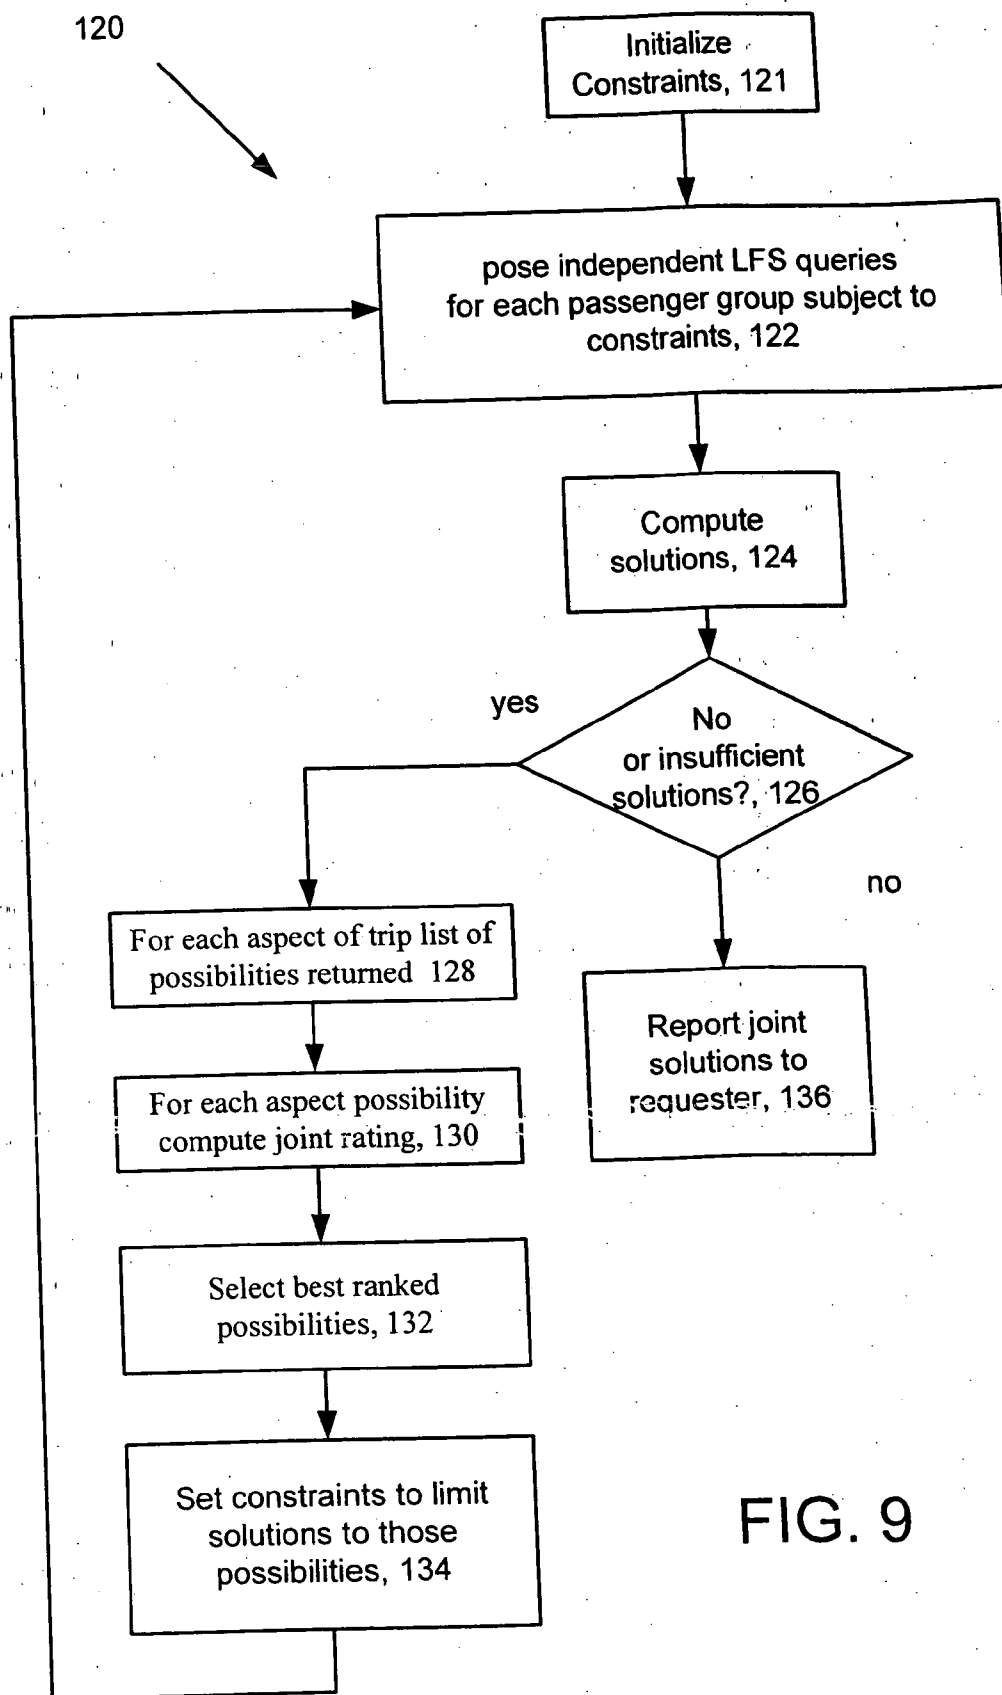 120
Initialize
Constraints, 121
pose independent LFS queries
for each passenger group subject to
constraints, 122
Compute
solutions, 124
yes
No
or insufficient
solutions?, 126
no
For each aspect of trip list of
possibilities returned 128
Report joint
solutions to
requester, 136
For each aspect possibility
compute joint rating, 130
Select best ranked
possibilities, 132
Set constraints to limit
solutions to those
possibilities, 134
FIG. 9